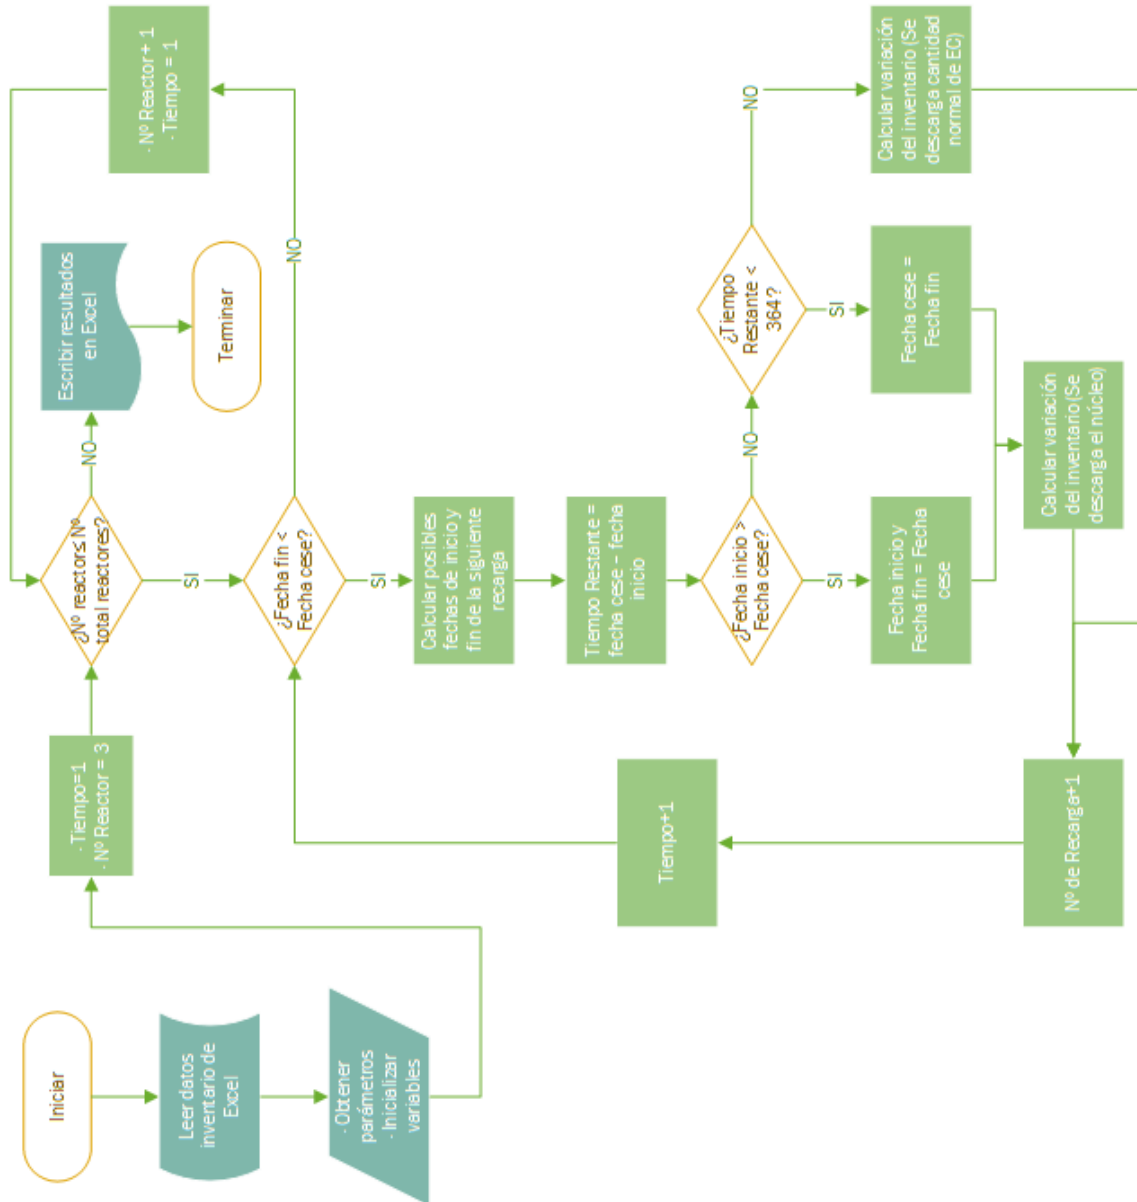 Iniciar
Leer datos
inventario de
Excel
· Obtener
parámetros
· Inicializar
variables
· Tiempo=1
· Nº Reactor = 3
¿Nº reactor≤ Nº
total reactores?
NO
Escribir resultados
en Excel
Terminar
SI
· Nº Reactor+ 1
· Tiempo = 1
¿Fecha fin <
Fecha cese?
NO
SI
Calcular posibles
fechas de inicio y
fin de la siguiente
recarga
Tiempo Restante =
fecha cese – fecha
inicio
¿Fecha inicio >
Fecha cese?
NO
SI
¿Tiempo
Restante <
364?
NO
SI
Fecha inicio y
Fecha fin = Fecha
cese
Fecha cese =
Fecha fin
Calcular variación
del inventario (Se
descarga cantidad
normal de EC)
Calcular variación
del inventario(Se
descarga el núcleo)
Nº de Recarga+1
Tiempo+1